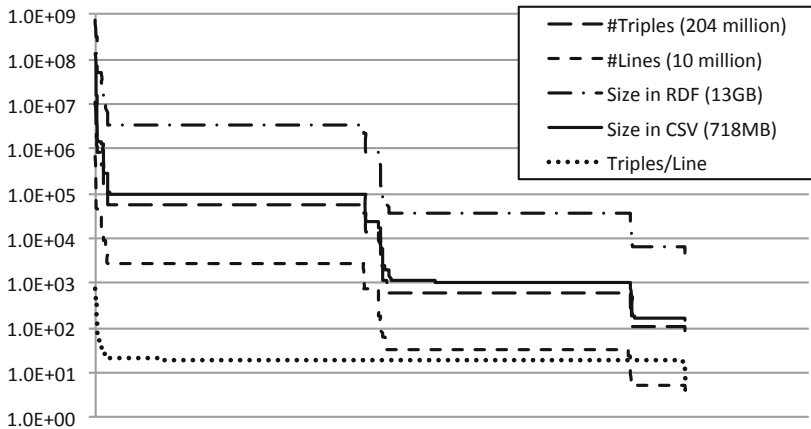 1.0E+09
1.0E+08
1.0E+07
1.0E+06
1.0E+05
1.0E+04
1.0E+03
1.0E+02
1.0E+01
1.0E+00
#Triples (204 million)
#Lines (10 million)
Size in RDF (13GB)
Size in CSV (718MB)
Triples/Line